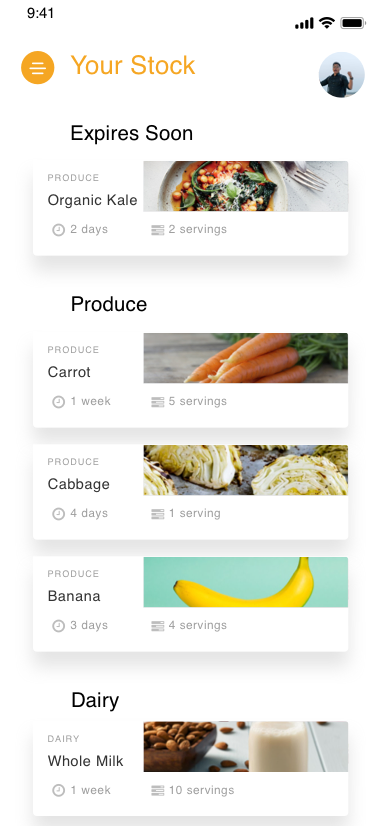 9:41
Your Stock
Expires Soon
PRODUCE
Organic Kale
2 days
2 servings
Produce
PRODUCE
Carrot
1 week
5 servings
PRODUCE
Cabbage
4 days
1 serving
PRODUCE
Banana
3 days
4 servings
Dairy
DAIRY
Whole Milk
1 week
10 servings